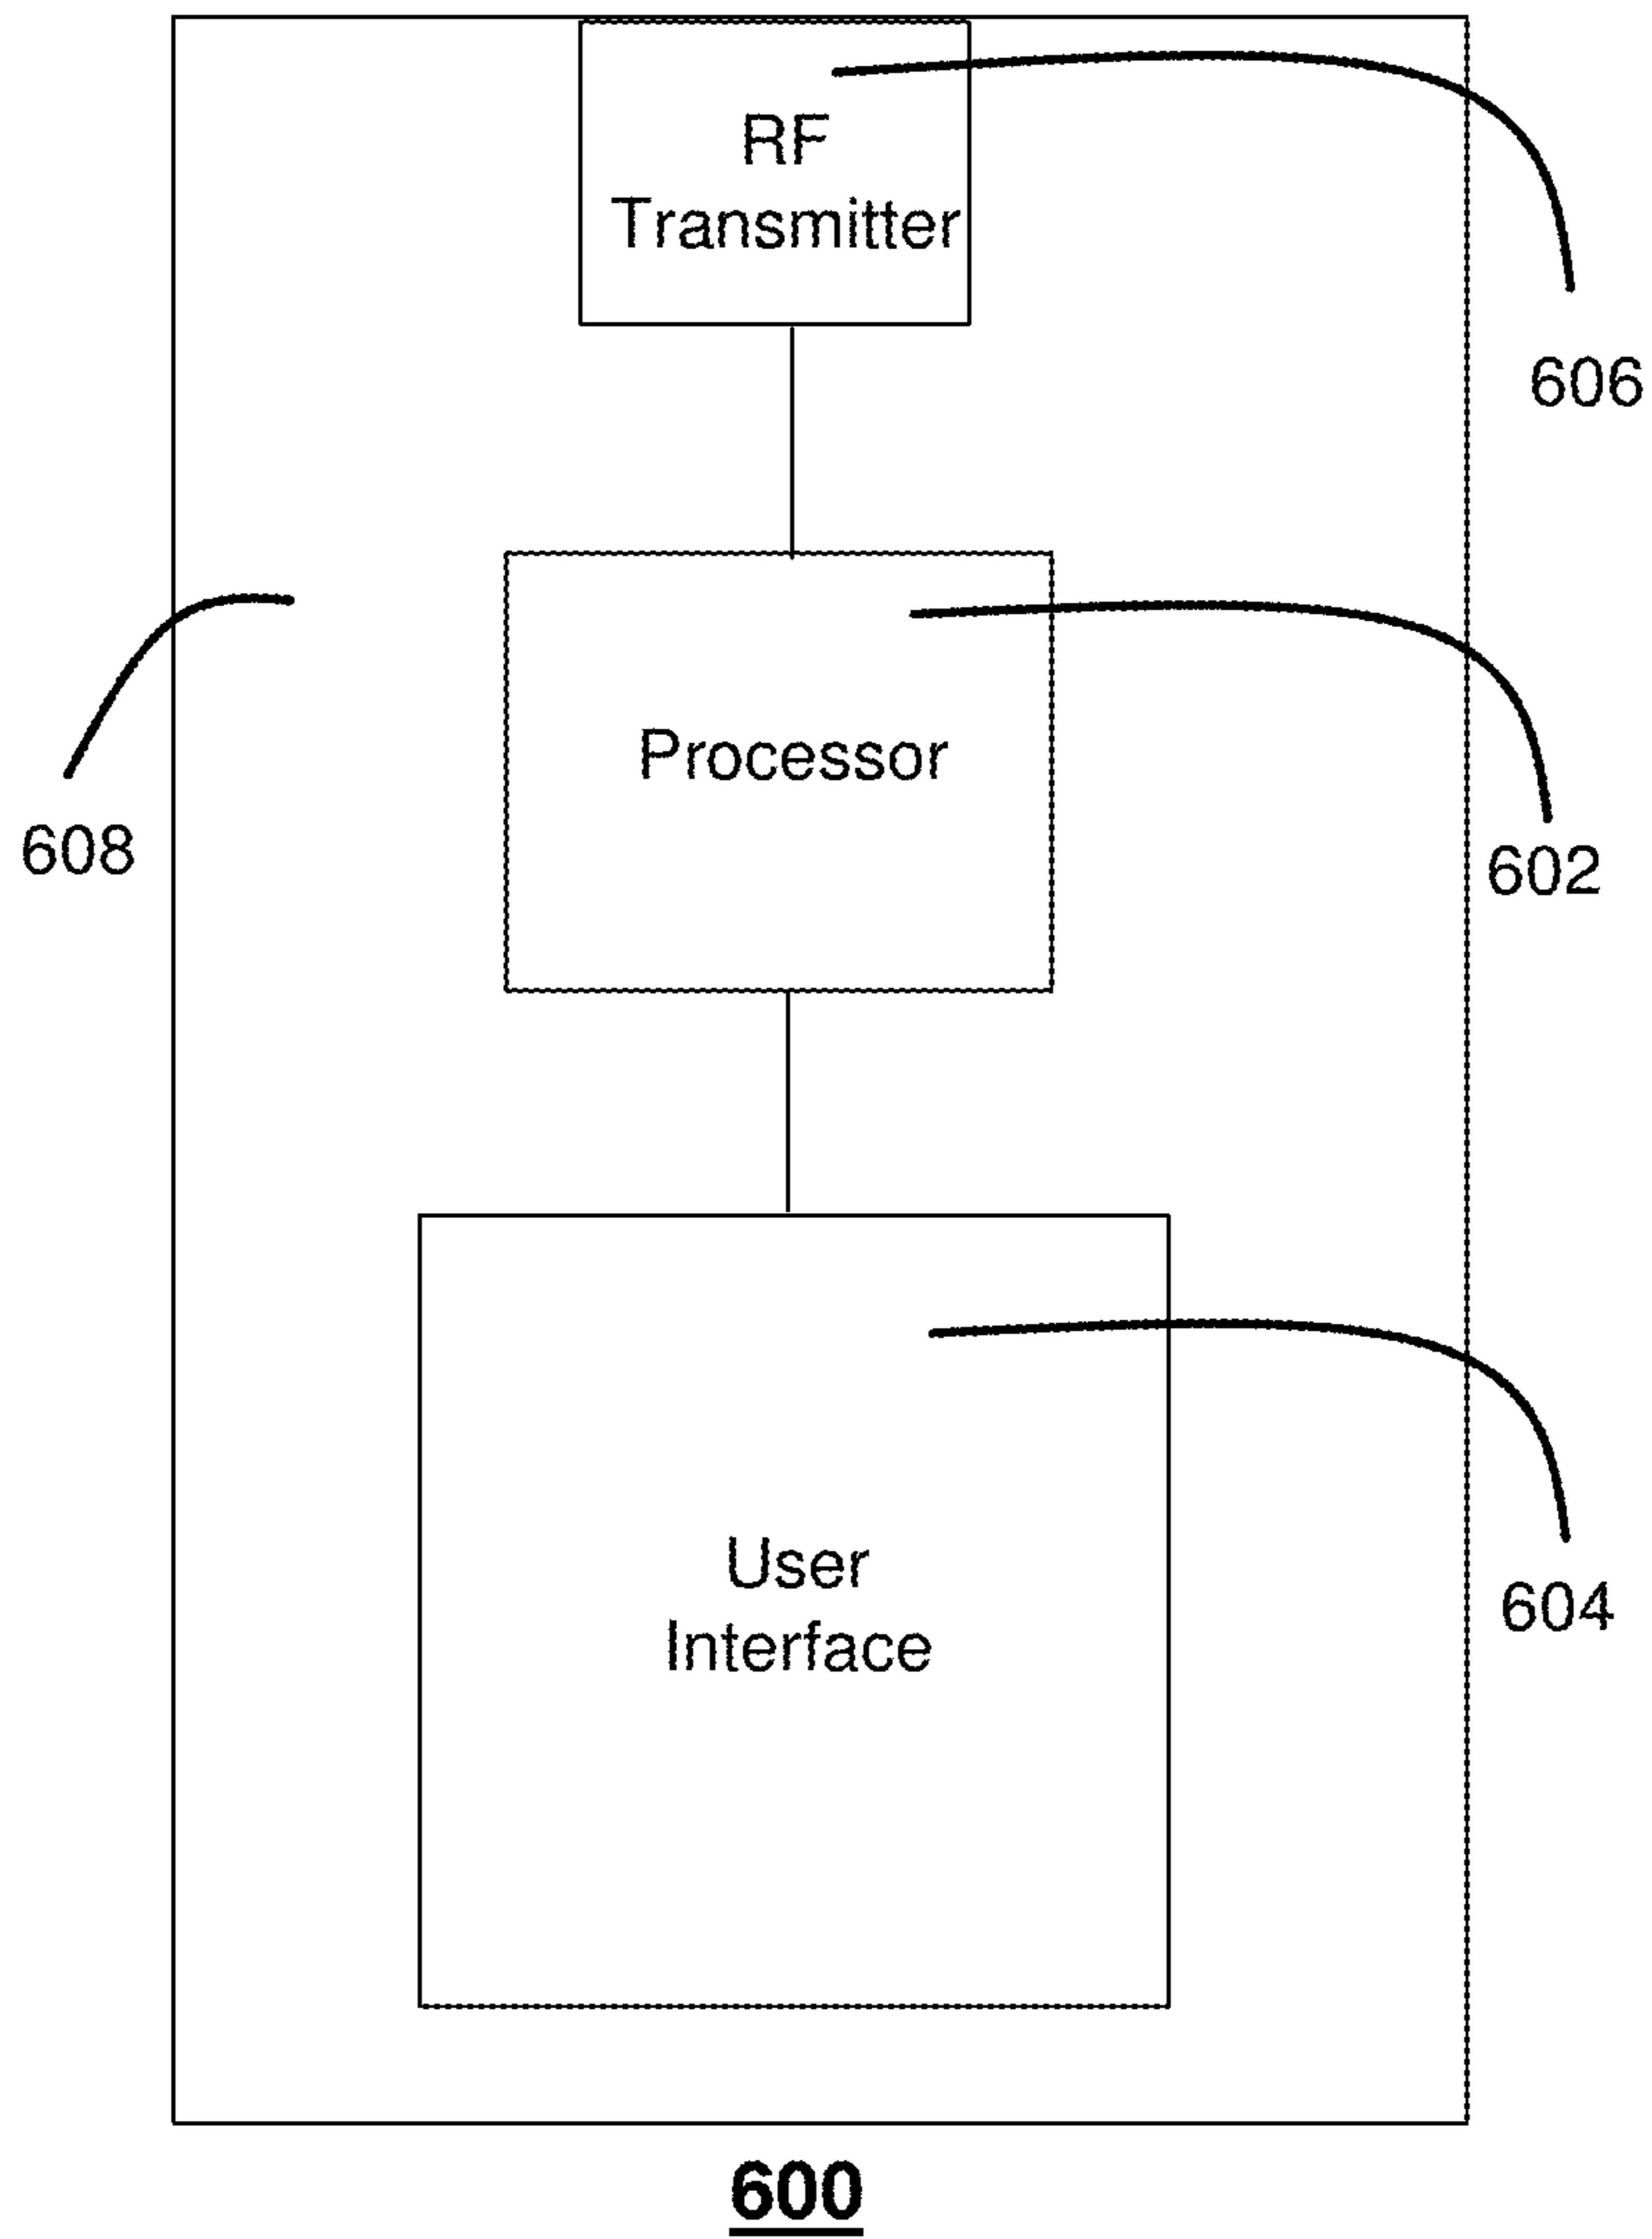 RF
Transmitter
606
Processor
608
602
User
Interface
604
600